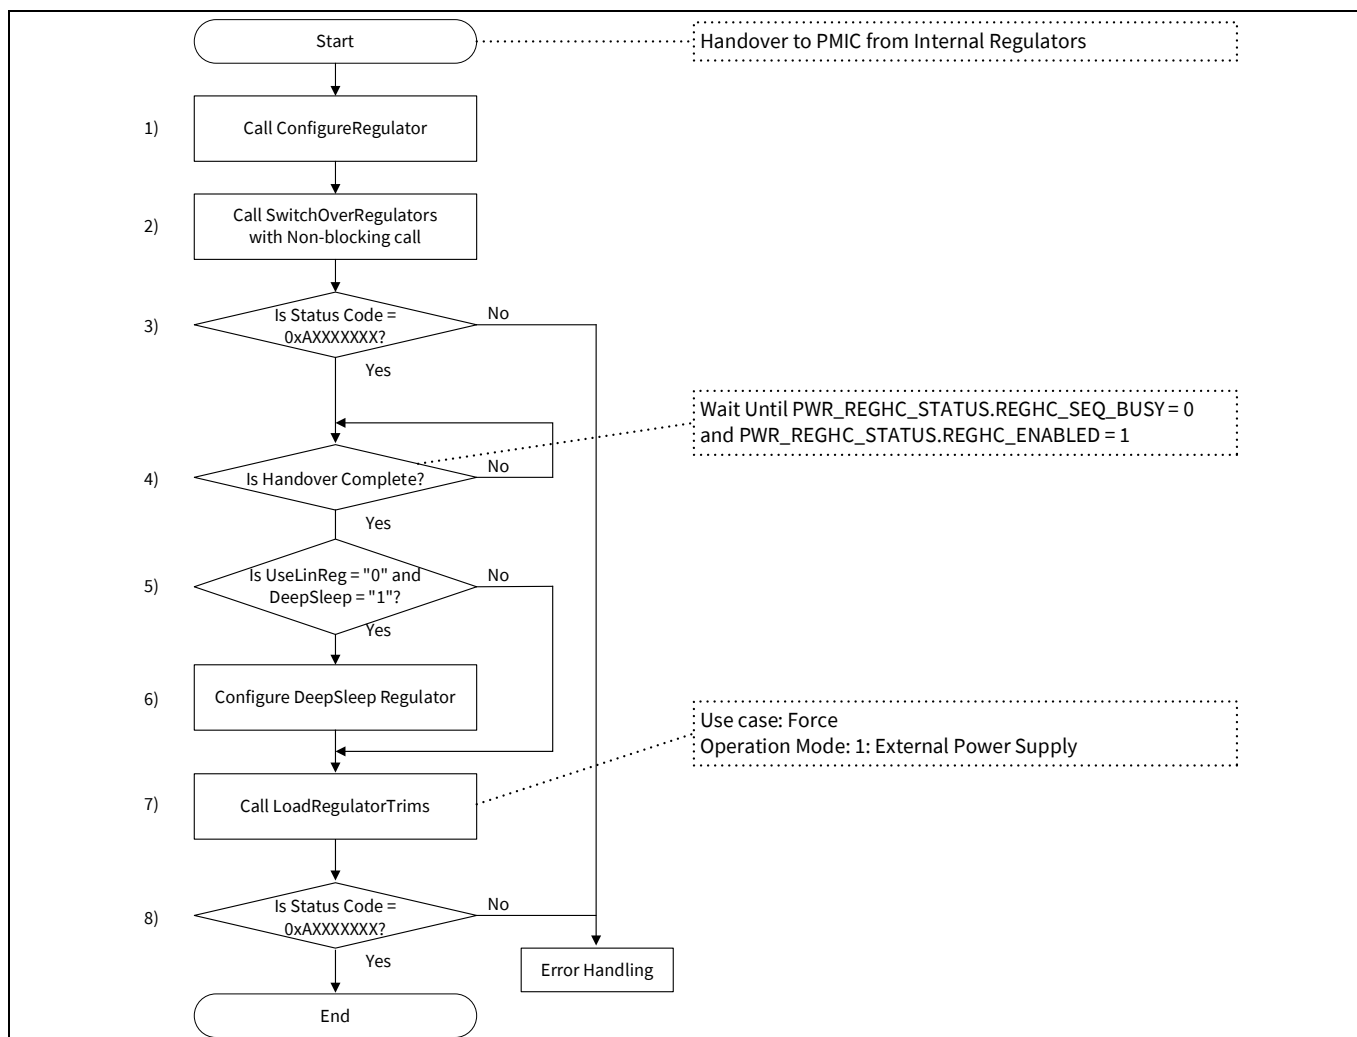 Start
Handover to PMIC from Internal Regulators
1)
Call ConfigureRegulator
2)
Call SwitchOverRegulators
with Non-blocking call
3)
Is Status Code =
0xAXXXXXXX?
No
Yes
Wait Until PWR_REGHC_STATUS.REGHC_SEQ_BUSY = 0
and PWR_REGHC_STATUS.REGHC_ENABLED = 1
4)
Is Handover Complete?
No
Yes
5)
Is UseLinReg = "0" and
DeepSleep = "1"?
No
Yes
6)
Configure DeepSleep Regulator
Use case: Force
Operation Mode: 1: External Power Supply
7)
Call LoadRegulatorTrims
8)
Is Status Code =
0xAXXXXXXX?
No
Yes
Error Handling
End